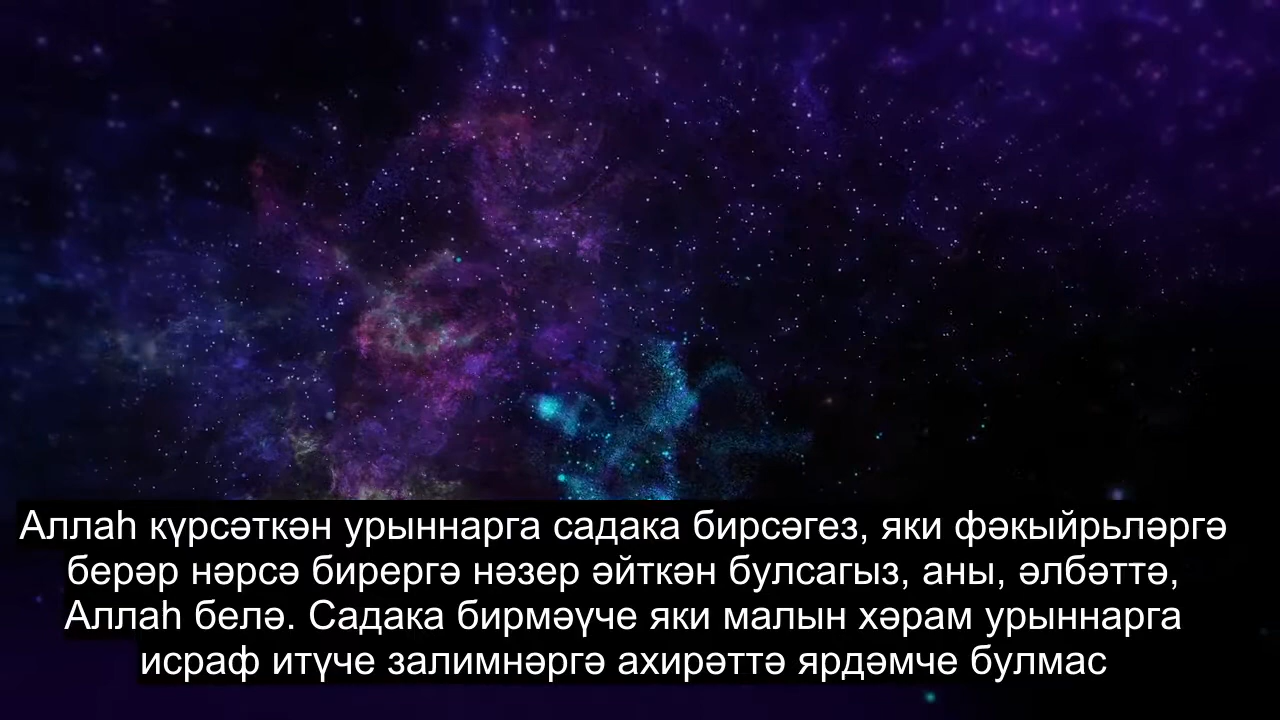 Аллаһ күрсәткән урыннарга садака бирсәгез, яки фәкыйрьләргә
берәр нәрсә бирергә нәзер әйткән булсагыз, аны, әлбәттә,
Аллаһ белә. Садака бирмәүче яки малын хәрам урыннарга
исраф итүче залимнәргә ахирәттә ярдәмче булмас